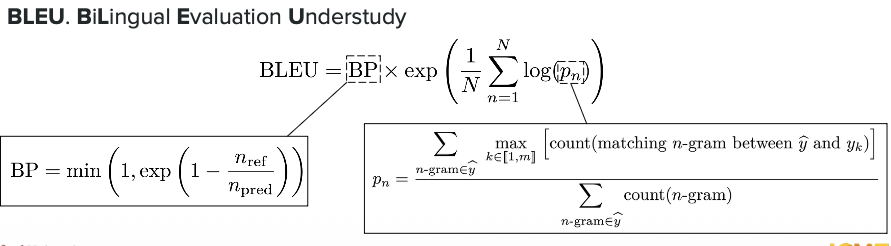 BLEU. BiLingual Evaluation Understudy
BLEU = BP × exp ( 1/N ∑_{n=1}^{N} log(p_n) )
BP = min ( 1, exp ( 1 − n_ref/n_pred ) )
p_n = ∑_{n-gram∈ŷ} max_{k∈⟦1,m⟧} [count(matching n-gram between ŷ and y_k)] / ∑_{n-gram∈ŷ} count(n-gram)